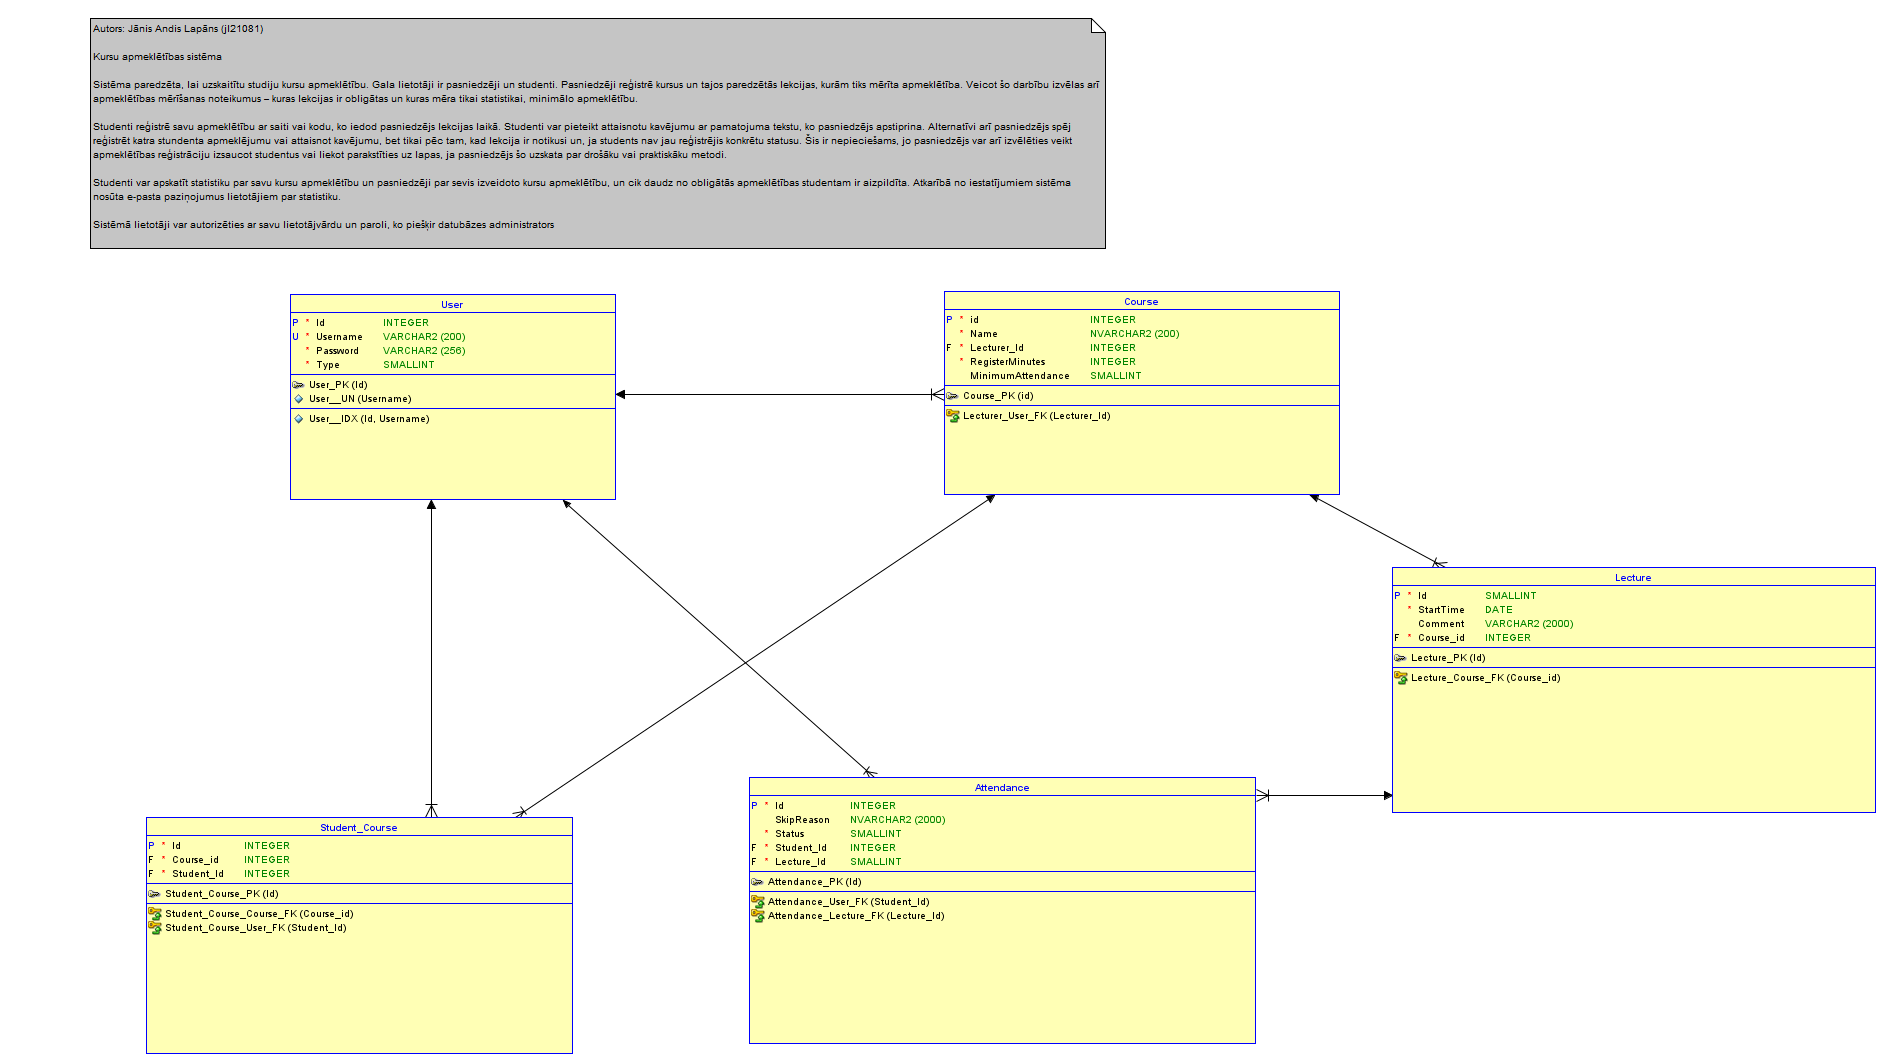 Autors: Jānis Andis Lapāns (jl21081)
Kursu apmeklētības sistēma
Sistēma paredzēta, lai uzskaitītu studiju kursu apmeklētību. Gala lietotāji ir pasniedzēji un studenti. Pasniedzēji reģistrē kursus un tajos paredzētās lekcijas, kurām tiks mērīta apmeklētība. Veicot šo darbību izvēlas arī
apmeklētības mērīšanas noteikumus – kuras lekcijas ir obligātas un kuras mēra tikai statistikai, minimālo apmeklētību.
Studenti reģistrē savu apmeklētību ar saiti vai kodu, ko iedod pasniedzējs lekcijas laikā. Studenti var pieteikt attaisnotu kavējumu ar pamatojuma tekstu, ko pasniedzējs apstiprina. Alternatīvi arī pasniedzējs spēj
reģistrēt katra stundenta apmeklējumu vai attaisnot kavējumu, bet tikai pēc tam, kad lekcija ir notikusi un, ja students nav jau reģistrējis konkrētu statusu. Šis ir nepieciešams, jo pasniedzējs var arī izvēlēties veikt
apmeklētības reģistrāciju izsaucot studentus vai liekot parakstīties uz lapas, ja pasniedzējs šo uzskata par drošāku vai praktiskāku metodi.
Studenti var apskatīt statistiku par savu kursu apmeklētību un pasniedzēji par sevis izveidoto kursu apmeklētību, un cik daudz no obligātās apmeklētības studentam ir aizpildīta. Atkarībā no iestatījumiem sistēma
nosūta e-pasta paziņojumus lietotājiem par statistiku.
Sistēmā lietotāji var autorizēties ar savu lietotājvārdu un paroli, ko piešķir datubāzes administrators
User
P * Id INTEGER
U * Username VARCHAR2 (200)
* Password VARCHAR2 (256)
* Type SMALLINT
User_PK (Id)
User__UN (Username)
User__IDX (Id, Username)
Course
P * id INTEGER
* Name NVARCHAR2 (200)
F * Lecturer_Id INTEGER
* RegisterMinutes INTEGER
MinimumAttendance SMALLINT
Course_PK (id)
Lecturer_User_FK (Lecturer_Id)
Lecture
P * Id SMALLINT
* StartTime DATE
Comment VARCHAR2 (2000)
F * Course_id INTEGER
Lecture_PK (Id)
Lecture_Course_FK (Course_id)
Attendance
P * Id INTEGER
SkipReason NVARCHAR2 (2000)
* Status SMALLINT
F * Student_Id INTEGER
F * Lecture_Id SMALLINT
Attendance_PK (Id)
Attendance_User_FK (Student_Id)
Attendance_Lecture_FK (Lecture_Id)
Student_Course
P * Id INTEGER
F * Course_id INTEGER
F * Student_Id INTEGER
Student_Course_PK (Id)
Student_Course_Course_FK (Course_id)
Student_Course_User_FK (Student_Id)